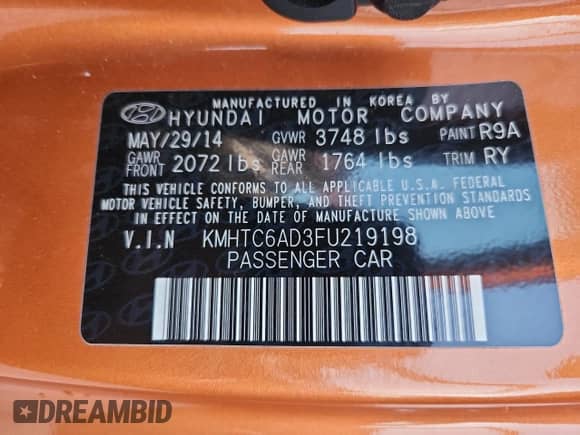 MANUFACTURED IN KOREA BY
HYUNDAI MOTOR COMPANY
MAY/29/14 GVWR 3748 lbs PAINT R9A
GAWR FRONT 2072 lbs GAWR REAR 1764 lbs TRIM RY
THIS VEHICLE CONFORMS TO ALL APPLICABLE U.S.A. FEDERAL
MOTOR VEHICLE SAFETY, BUMPER, AND THEFT PREVENTION STANDARDS
IN EFFECT ON THE DATE OF MANUFACTURE SHOWN ABOVE
V.I.N KMHTC6AD3FU219198
PASSENGER CAR
DREAMBID